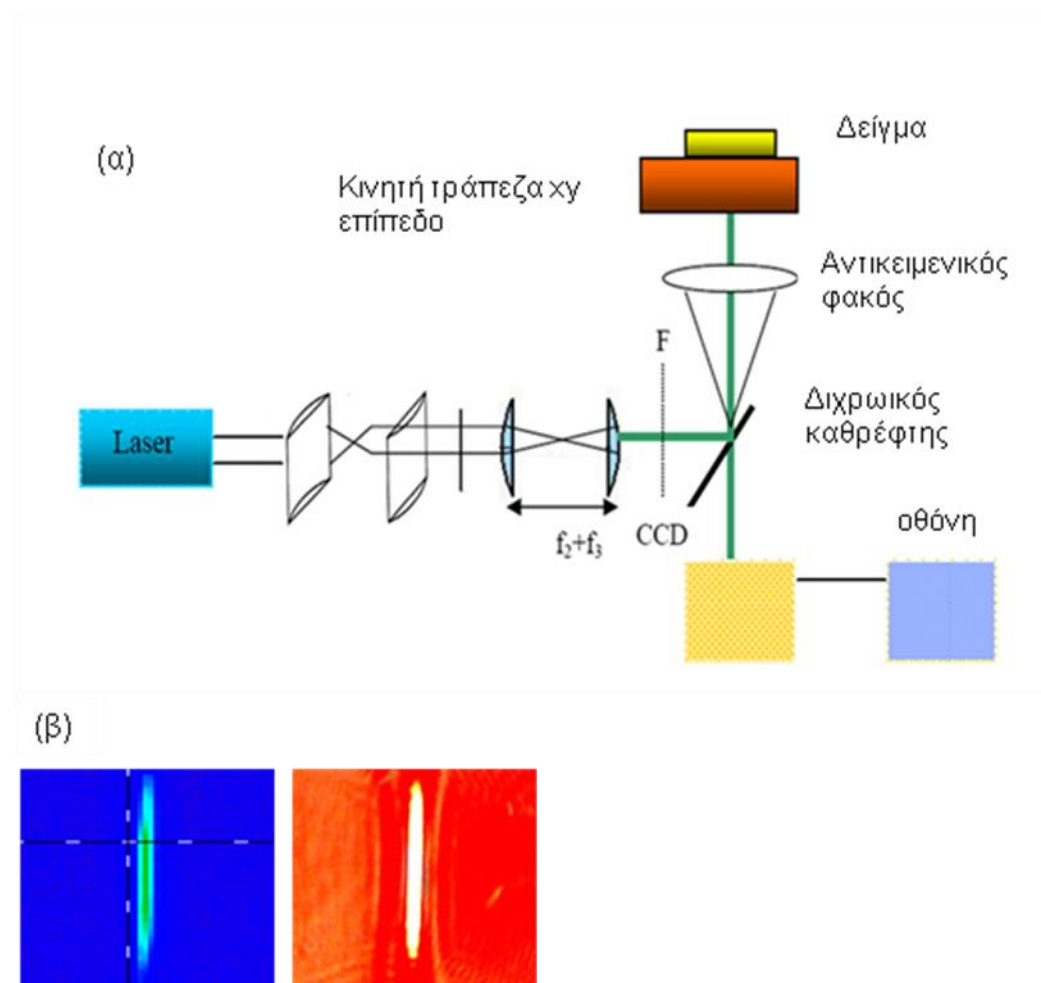 (α)
Δείγμα
Κινητή τράπεζα xy
επίπεδο
Αντικειμενικός
φακός
F
Διχρωικός
καθρέφτης
Laser
f₂+f₃
CCD
οθόνη
(β)